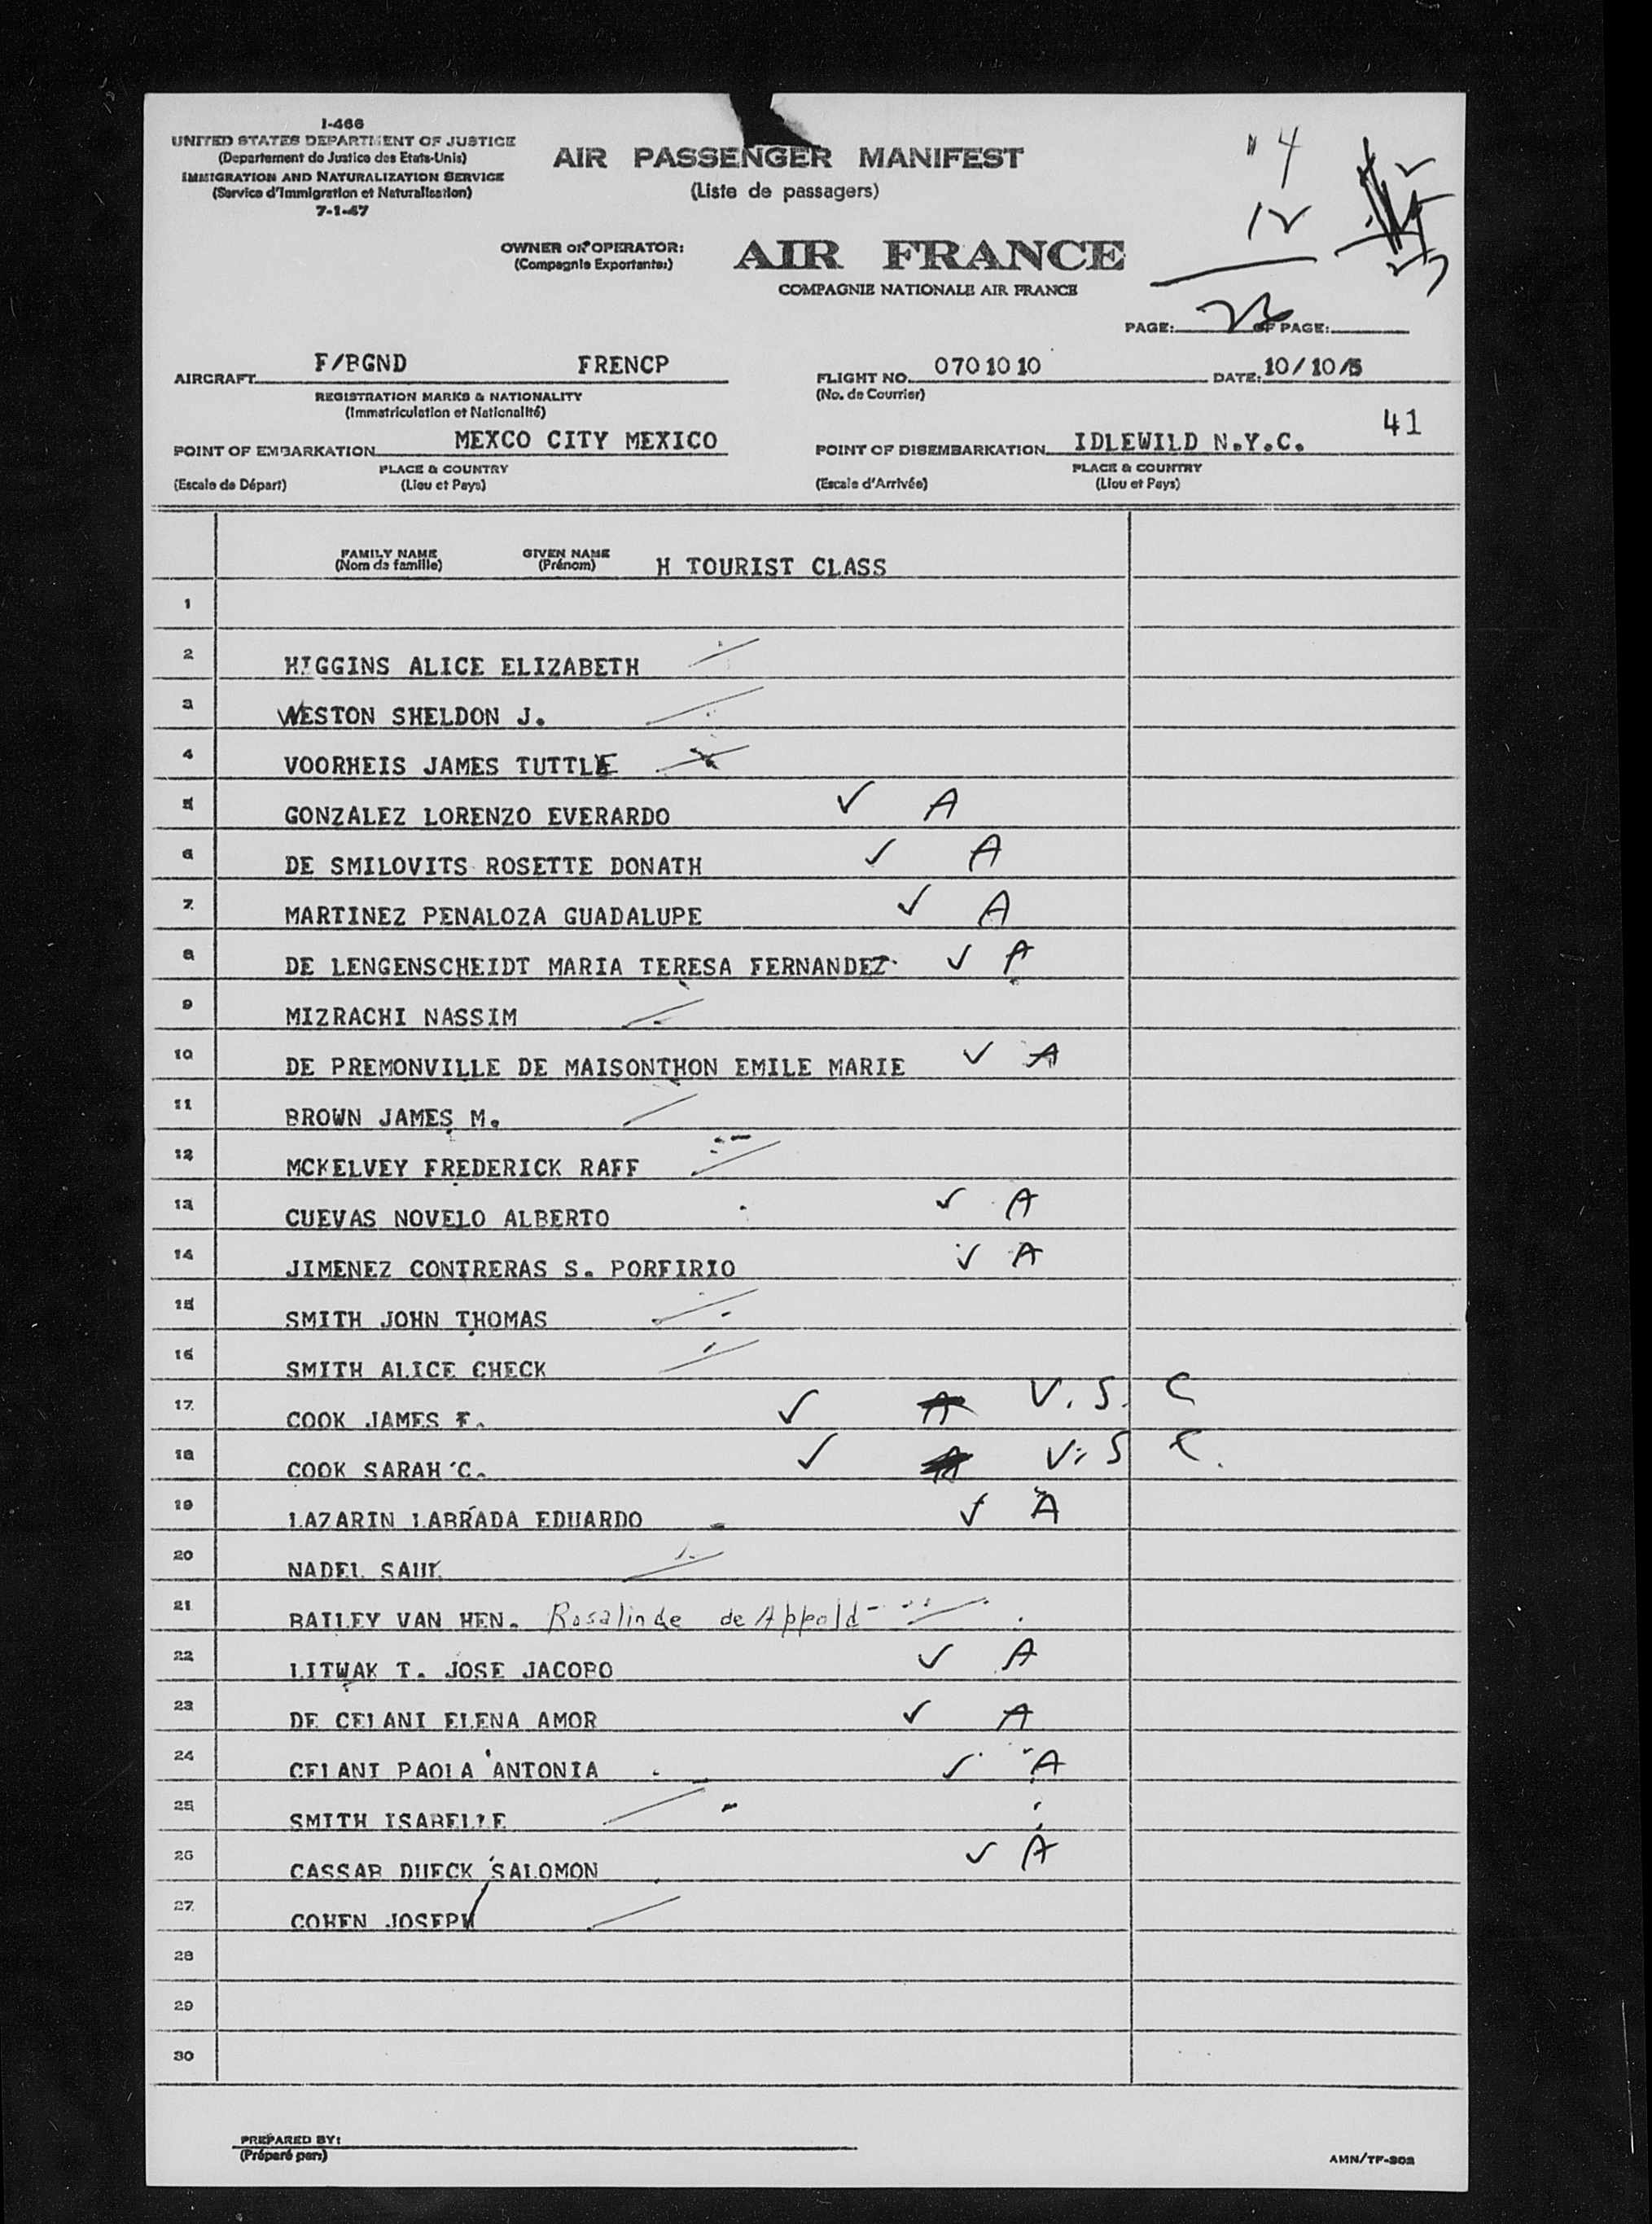 I-466
UNITED STATES DEPARTMENT OF JUSTICE
(Departement de Justice des Etats-Unis)
IMMIGRATION AND NATURALIZATION SERVICE
(Service d'Immigration et Naturalisation)
7-1-47
AIR PASSENGER MANIFEST
(Liste de passagers)
"4
12
OWNER OR OPERATOR: AIR FRANCE
(Compagnie Exportante:)
COMPAGNIE NATIONALE AIR FRANCE
PAGE: OF PAGE:
AIRCRAFT F/BGND FRENCP FLIGHT NO. 0701010 DATE: 10/10/5
REGISTRATION MARKS & NATIONALITY (No. de Courrier)
(Immatriculation et Nationalité)
41
POINT OF EMBARKATION MEXCO CITY MEXICO POINT OF DISEMBARKATION IDLEWILD N.Y.C.
PLACE & COUNTRY PLACE & COUNTRY
(Escale de Départ) (Lieu et Pays) (Escale d'Arrivée) (Lieu et Pays)
FAMILY NAME GIVEN NAME
(Nom de famille) (Prénom) H TOURIST CLASS
1
2 HIGGINS ALICE ELIZABETH
3 WESTON SHELDON J.
4 VOORHEIS JAMES TUTTLE
5 GONZALEZ LORENZO EVERARDO ✓ A
6 DE SMILOVITS ROSETTE DONATH ✓ A
7 MARTINEZ PENALOZA GUADALUPE ✓ A
8 DE LENGENSCHEIDT MARIA TERESA FERNANDEZ ✓ A
9 MIZRACHI NASSIM
10 DE PREMONVILLE DE MAISONTHON EMILE MARIE ✓ A
11 BROWN JAMES M.
12 MCKELVEY FREDERICK RAFF
13 CUEVAS NOVELO ALBERTO ✓ A
14 JIMENEZ CONTRERAS S. PORFIRIO ✓ A
15 SMITH JOHN THOMAS
16 SMITH ALICE CHECK
17 COOK JAMES F. ✓ A V.S.C
18 COOK SARAH C. ✓ A V.S C.
19 LAZARIN LABRADA EDUARDO ✓ A
20 NADEL SAUL
21 BAILEY VAN HEN. Rosalinde de Appold
22 LITWAK T. JOSE JACOBO ✓ A
23 DE CELANI ELENA AMOR ✓ A
24 CELANI PAOLA ANTONIA ✓ A
25 SMITH ISABELLE
26 CASSAB DUECK SALOMON ✓ A
27 COHEN JOSEPH
28
29
30
PREPARED BY:
(Préparé par:)
AMN/TF-302